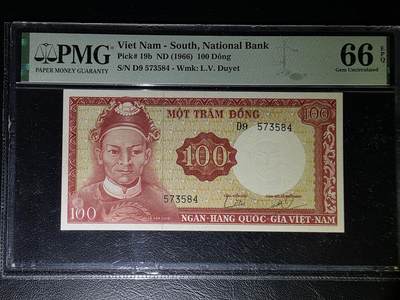 PMG
PAPER MONEY GUARANTY
Viet Nam - South, National Bank
Pick# 19b ND (1966) 100 Dông
S/N D9 573584 - Wmk: L.V. Duyet
66 EPQ
Gem Uncirculated
MỘT TRĂM ĐỒNG
100
D9 573584
100
573584
100
NGÂN-HÀNG QUỐC-GIA VIỆT-NAM